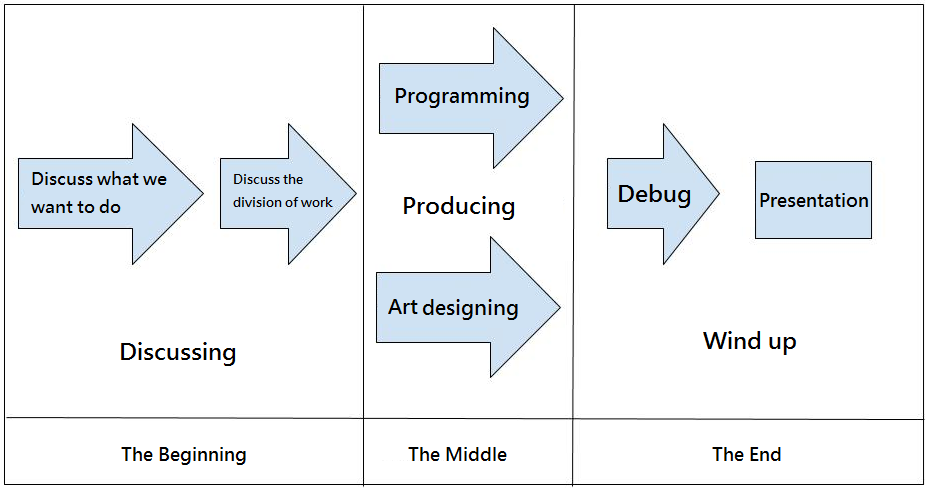 Discuss what we
want to do
Discuss the
division of work
Discussing
Programming
Producing
Art designing
Debug
Presentation
Wind up
The Beginning
The Middle
The End